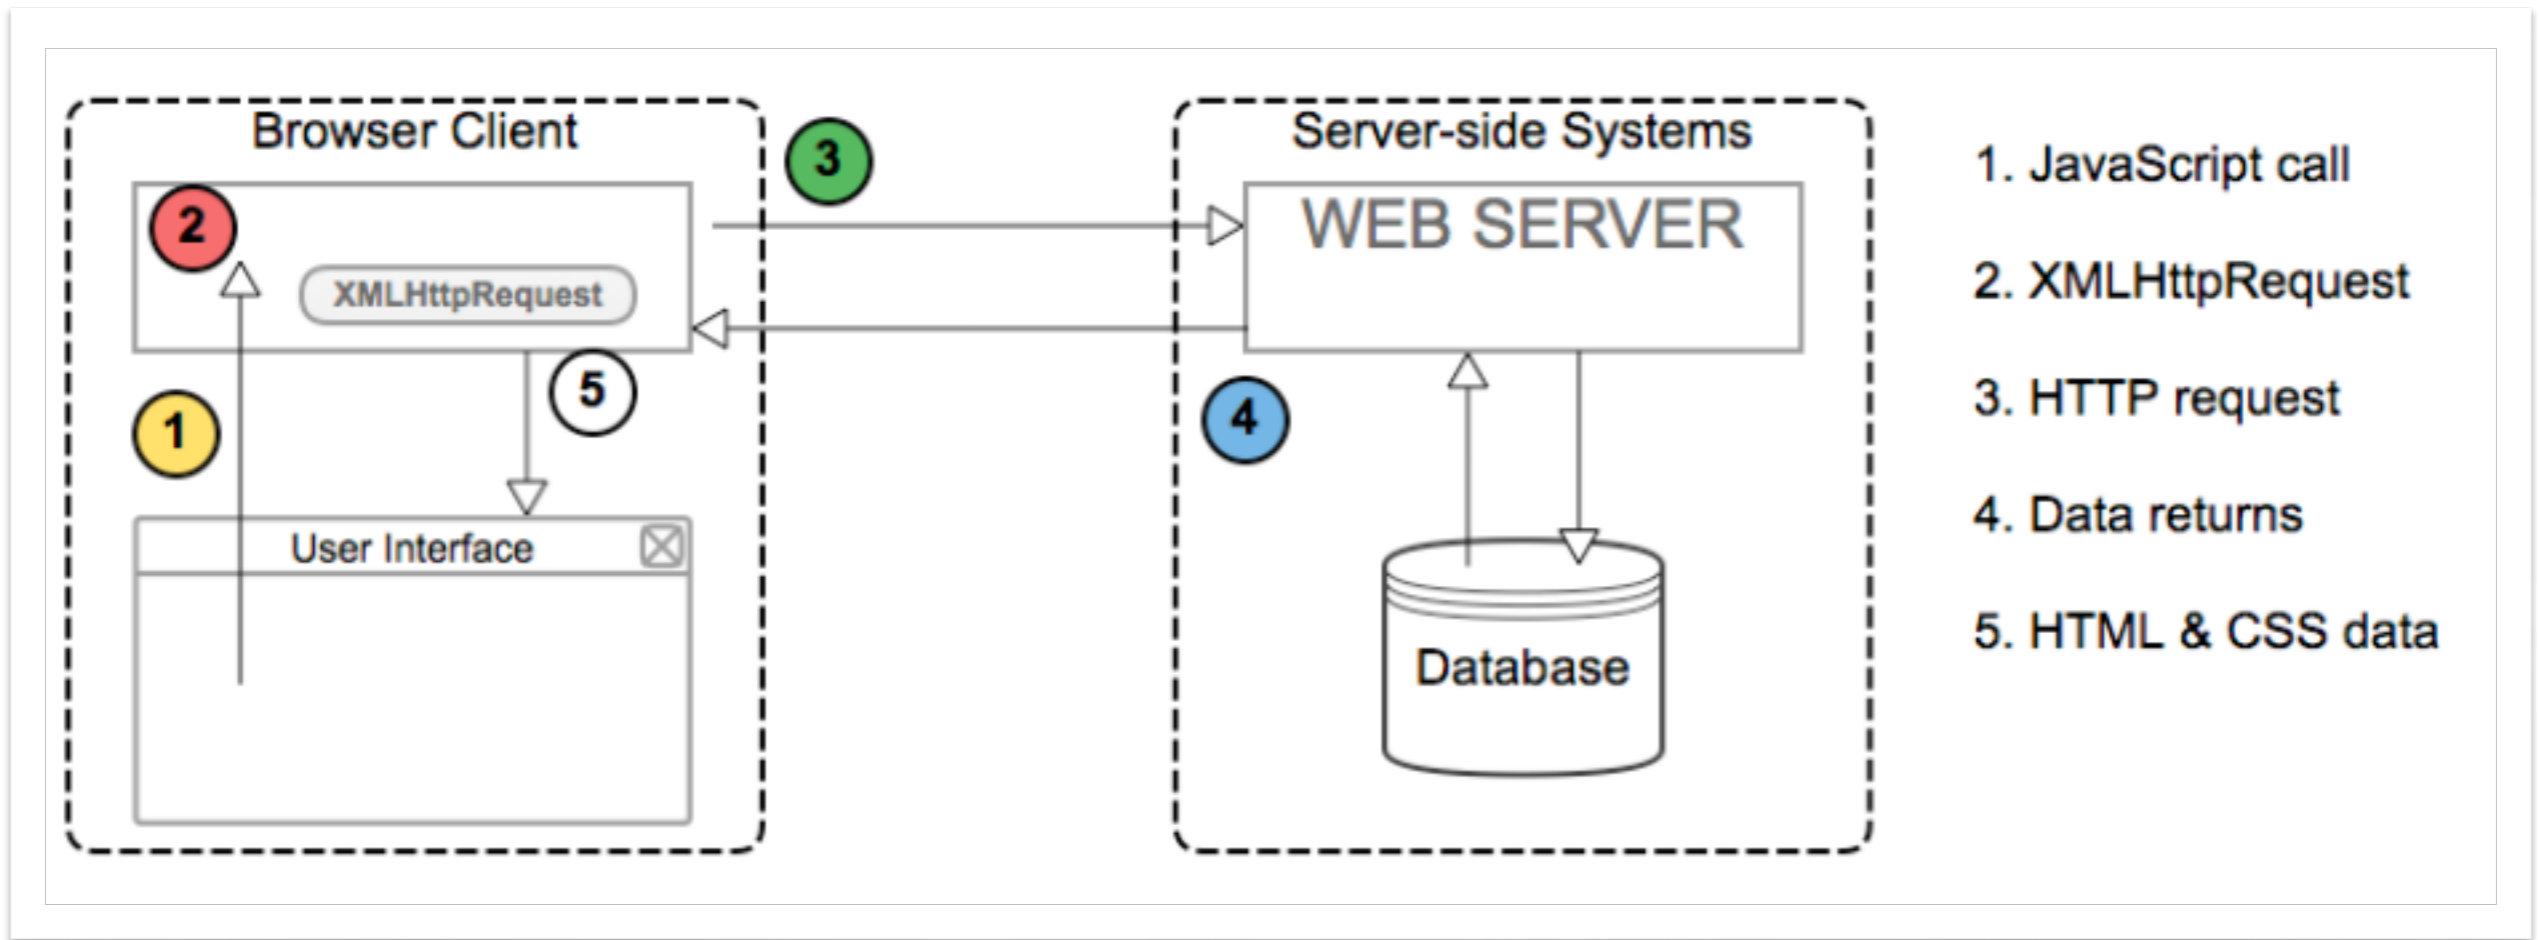 Browser Client
2
XMLHttpRequest
1
5
User Interface
3
Server-side Systems
WEB SERVER
4
Database
1. JavaScript call
2. XMLHttpRequest
3. HTTP request
4. Data returns
5. HTML & CSS data